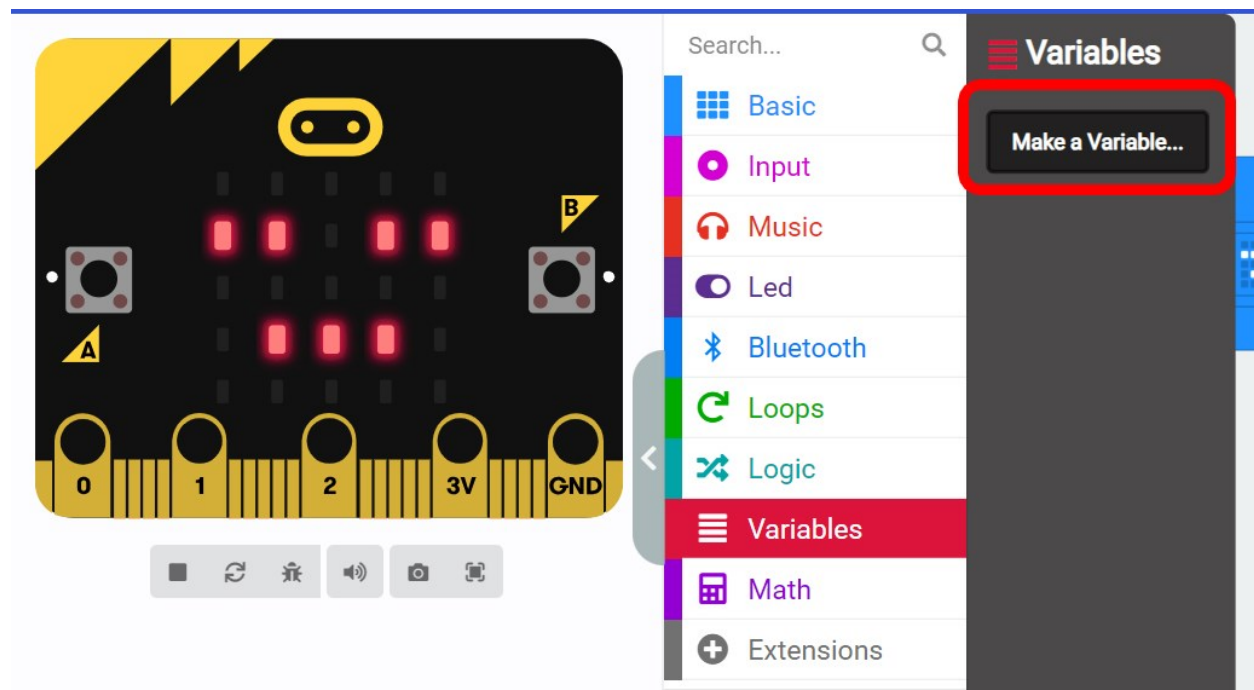 B
A
0
1
2
3V
GND
Search...
Basic
Input
Music
Led
Bluetooth
Loops
Logic
Variables
Math
Extensions
Variables
Make a Variable...